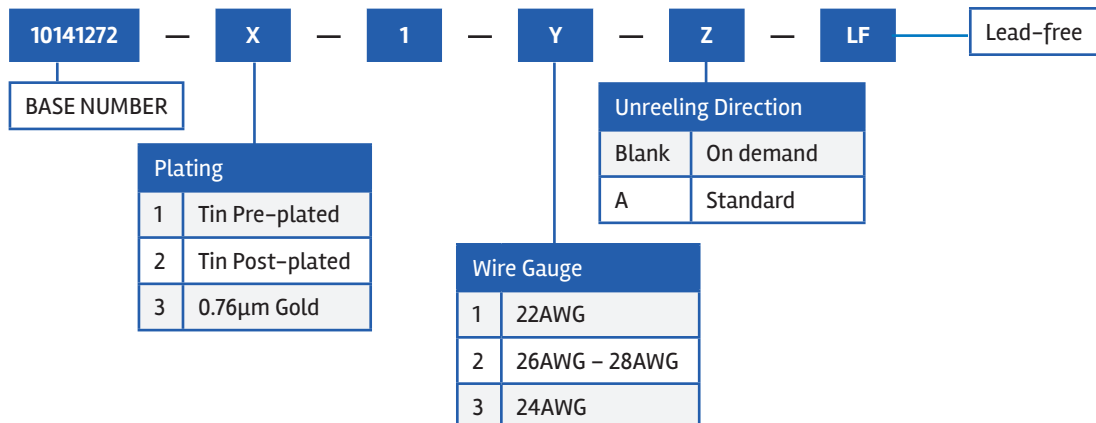 10141272 — X — 1 — Y — Z — LF Lead-free
BASE NUMBER
Plating
1 Tin Pre-plated
2 Tin Post-plated
3 0.76μm Gold
Unreeling Direction
Blank On demand
A Standard
Wire Gauge
1 22AWG
2 26AWG – 28AWG
3 24AWG